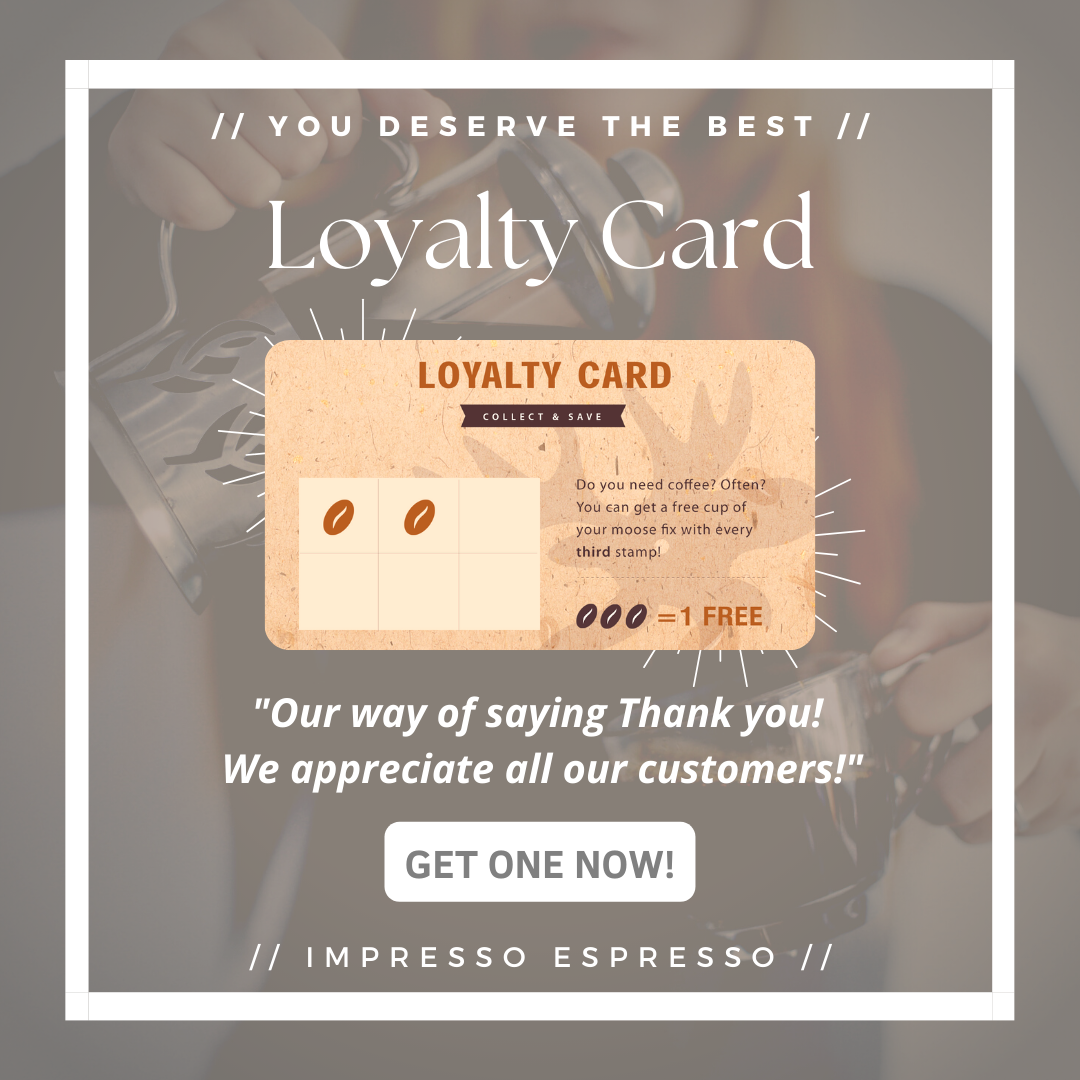 // YOU DESERVE THE BEST //
Loyalty Card
LOYALTY CARD
COLLECT & SAVE
Do you need coffee? Often?
You can get a free cup of
your moose fix with every
third stamp!
=1 FREE
"Our way of saying Thank you!
We appreciate all our customers!"
GET ONE NOW!
// IMPRESSO ESPRESSO //